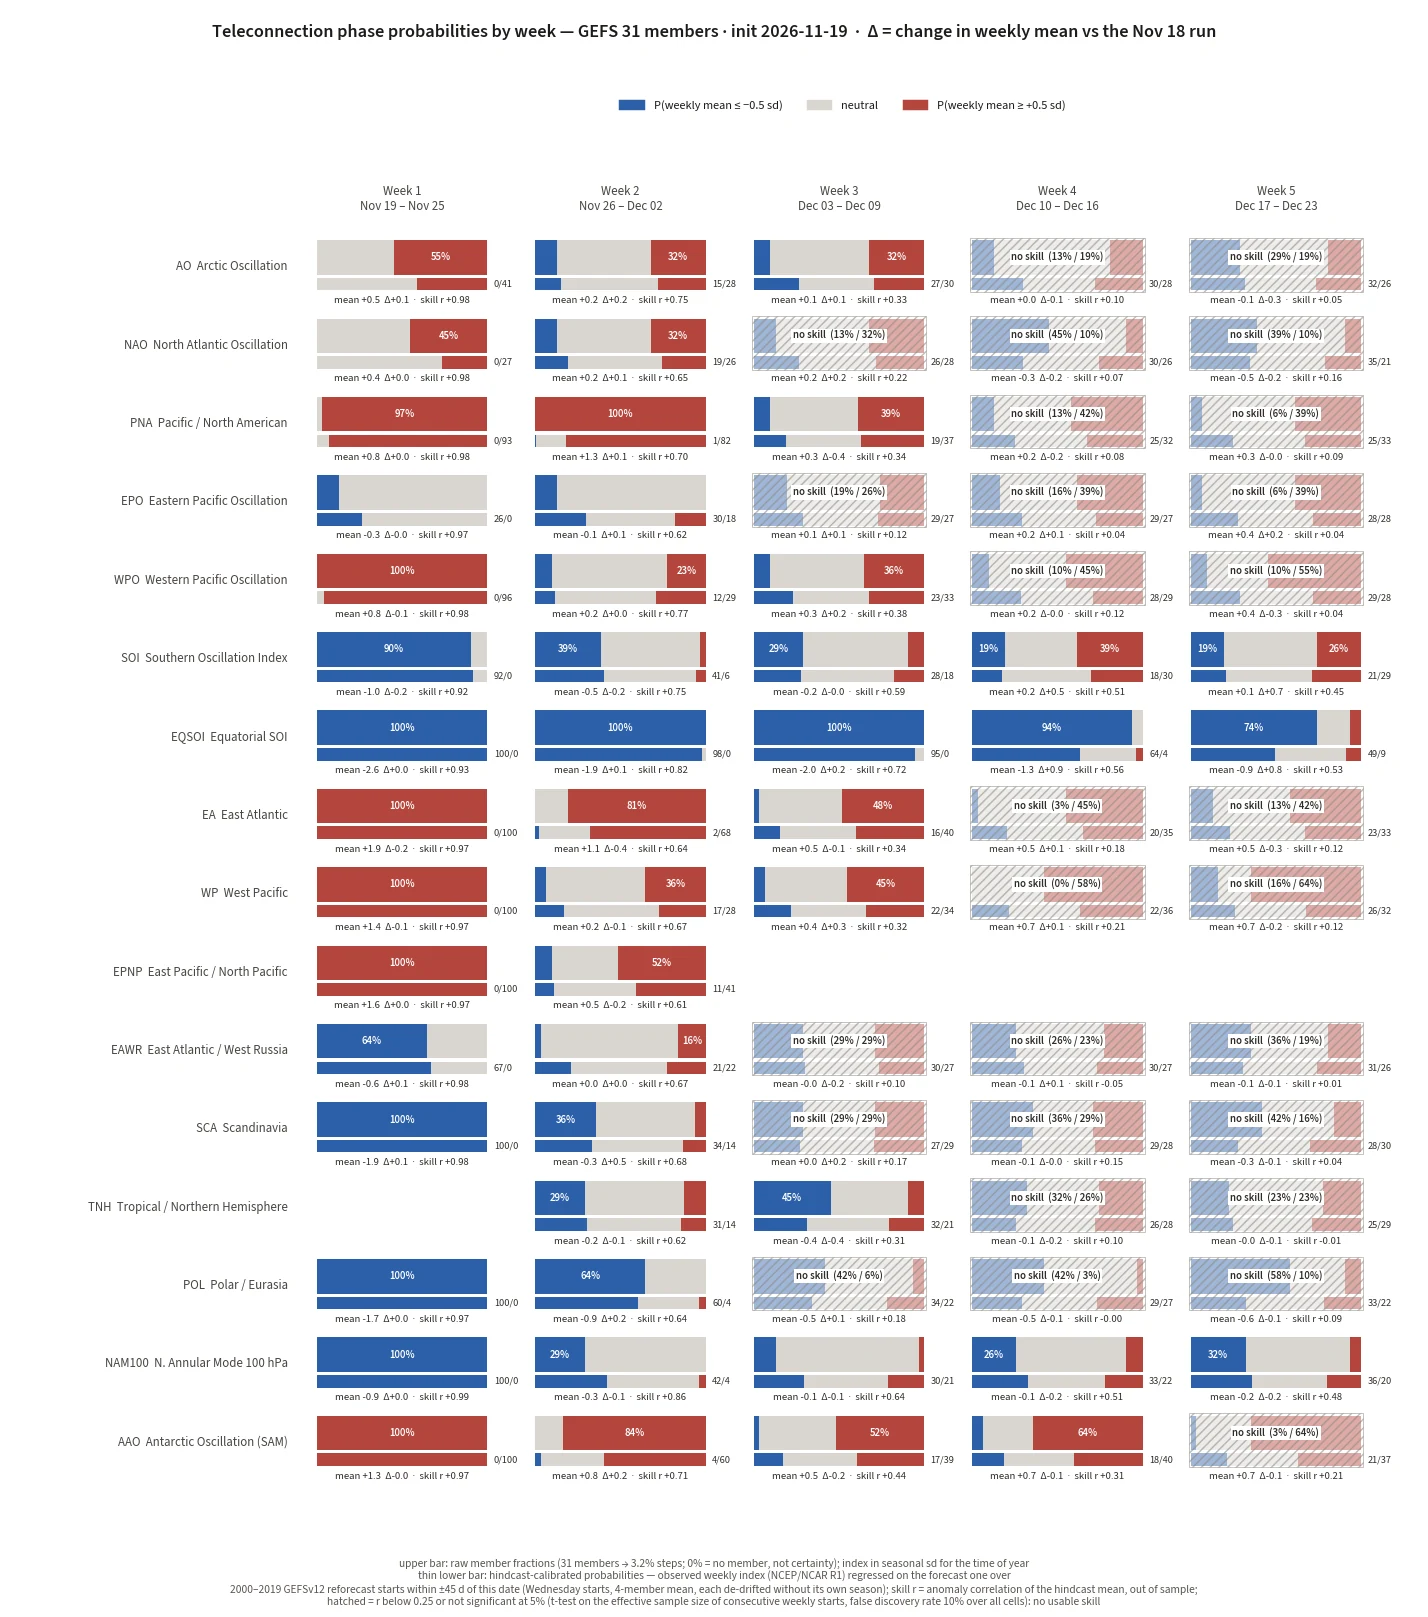 Teleconnection phase probabilities by week — GEFS 31 members · init 2026-11-19 · Δ = change in weekly mean vs the Nov 18 run
P(weekly mean ≤ −0.5 sd) neutral P(weekly mean ≥ +0.5 sd)
Week 1 Week 2 Week 3 Week 4 Week 5
Nov 19 – Nov 25 Nov 26 – Dec 02 Dec 03 – Dec 09 Dec 10 – Dec 16 Dec 17 – Dec 23
55% 32% 32% no skill (13% / 19%) no skill (29% / 19%)
AO Arctic Oscillation
0/41 15/28 27/30 30/28 32/26
mean +0.5 Δ+0.1 · skill r +0.98 mean +0.2 Δ+0.2 · skill r +0.75 mean +0.1 Δ+0.1 · skill r +0.33 mean +0.0 Δ-0.1 · skill r +0.10 mean -0.1 Δ-0.3 · skill r +0.05
45% 32% no skill (13% / 32%) no skill (45% / 10%) no skill (39% / 10%)
NAO North Atlantic Oscillation
0/27 19/26 26/28 30/26 35/21
mean +0.4 Δ+0.0 · skill r +0.98 mean +0.2 Δ+0.1 · skill r +0.65 mean +0.2 Δ+0.2 · skill r +0.22 mean -0.3 Δ-0.2 · skill r +0.07 mean -0.5 Δ-0.2 · skill r +0.16
97% 100% 39% no skill (13% / 42%) no skill (6% / 39%)
PNA Pacific / North American
0/93 1/82 19/37 25/32 25/33
mean +0.8 Δ+0.0 · skill r +0.98 mean +1.3 Δ+0.1 · skill r +0.70 mean +0.3 Δ-0.4 · skill r +0.34 mean +0.2 Δ-0.2 · skill r +0.08 mean +0.3 Δ-0.0 · skill r +0.09
no skill (19% / 26%) no skill (16% / 39%) no skill (6% / 39%)
EPO Eastern Pacific Oscillation
26/0 30/18 29/27 29/27 28/28
mean -0.3 Δ-0.0 · skill r +0.97 mean -0.1 Δ+0.1 · skill r +0.62 mean +0.1 Δ+0.1 · skill r +0.12 mean +0.2 Δ+0.1 · skill r +0.04 mean +0.4 Δ+0.2 · skill r +0.04
100% 23% 36% no skill (10% / 45%) no skill (10% / 55%)
WPO Western Pacific Oscillation
0/96 12/29 23/33 28/29 29/28
mean +0.8 Δ-0.1 · skill r +0.98 mean +0.2 Δ+0.0 · skill r +0.77 mean +0.3 Δ+0.2 · skill r +0.38 mean +0.2 Δ-0.0 · skill r +0.12 mean +0.4 Δ-0.3 · skill r +0.04
90% 39% 29% 19% 39% 19% 26%
SOI Southern Oscillation Index
92/0 41/6 28/18 18/30 21/29
mean -1.0 Δ-0.2 · skill r +0.92 mean -0.5 Δ-0.2 · skill r +0.75 mean -0.2 Δ-0.0 · skill r +0.59 mean +0.2 Δ+0.5 · skill r +0.51 mean +0.1 Δ+0.7 · skill r +0.45
100% 100% 100% 94% 74%
EQSOI Equatorial SOI
100/0 98/0 95/0 64/4 49/9
mean -2.6 Δ+0.0 · skill r +0.93 mean -1.9 Δ+0.1 · skill r +0.82 mean -2.0 Δ+0.2 · skill r +0.72 mean -1.3 Δ+0.9 · skill r +0.56 mean -0.9 Δ+0.8 · skill r +0.53
100% 81% 48% no skill (3% / 45%) no skill (13% / 42%)
EA East Atlantic
0/100 2/68 16/40 20/35 23/33
mean +1.9 Δ-0.2 · skill r +0.97 mean +1.1 Δ-0.4 · skill r +0.64 mean +0.5 Δ-0.1 · skill r +0.34 mean +0.5 Δ+0.1 · skill r +0.18 mean +0.5 Δ-0.3 · skill r +0.12
100% 36% 45% no skill (0% / 58%) no skill (16% / 64%)
WP West Pacific
0/100 17/28 22/34 22/36 26/32
mean +1.4 Δ-0.1 · skill r +0.97 mean +0.2 Δ-0.1 · skill r +0.67 mean +0.4 Δ+0.3 · skill r +0.32 mean +0.7 Δ+0.1 · skill r +0.21 mean +0.7 Δ-0.2 · skill r +0.12
100% 52%
EPNP East Pacific / North Pacific
0/100 11/41
mean +1.6 Δ+0.0 · skill r +0.97 mean +0.5 Δ-0.2 · skill r +0.61
64% 16% no skill (29% / 29%) no skill (26% / 23%) no skill (36% / 19%)
EAWR East Atlantic / West Russia
67/0 21/22 30/27 30/27 31/26
mean -0.6 Δ+0.1 · skill r +0.98 mean +0.0 Δ+0.0 · skill r +0.67 mean -0.0 Δ-0.2 · skill r +0.10 mean -0.1 Δ+0.1 · skill r -0.05 mean -0.1 Δ-0.1 · skill r +0.01
100% 36% no skill (29% / 29%) no skill (36% / 29%) no skill (42% / 16%)
SCA Scandinavia
100/0 34/14 27/29 29/28 28/30
mean -1.9 Δ+0.1 · skill r +0.98 mean -0.3 Δ+0.5 · skill r +0.68 mean +0.0 Δ+0.2 · skill r +0.17 mean -0.1 Δ-0.0 · skill r +0.15 mean -0.3 Δ-0.1 · skill r +0.04
29% 45% no skill (32% / 26%) no skill (23% / 23%)
TNH Tropical / Northern Hemisphere
31/14 32/21 26/28 25/29
mean -0.2 Δ-0.1 · skill r +0.62 mean -0.4 Δ-0.4 · skill r +0.31 mean -0.1 Δ-0.2 · skill r +0.10 mean -0.0 Δ-0.1 · skill r -0.01
100% 64% no skill (42% / 6%) no skill (42% / 3%) no skill (58% / 10%)
POL Polar / Eurasia
100/0 60/4 34/22 29/27 33/22
mean -1.7 Δ+0.0 · skill r +0.97 mean -0.9 Δ+0.2 · skill r +0.64 mean -0.5 Δ+0.1 · skill r +0.18 mean -0.5 Δ-0.1 · skill r -0.00 mean -0.6 Δ-0.1 · skill r +0.09
100% 29% 26% 32%
NAM100 N. Annular Mode 100 hPa
100/0 42/4 30/21 33/22 36/20
mean -0.9 Δ+0.0 · skill r +0.99 mean -0.3 Δ-0.1 · skill r +0.86 mean -0.1 Δ-0.1 · skill r +0.64 mean -0.1 Δ-0.2 · skill r +0.51 mean -0.2 Δ-0.2 · skill r +0.48
100% 84% 52% 64% no skill (3% / 64%)
AAO Antarctic Oscillation (SAM)
0/100 4/60 17/39 18/40 21/37
mean +1.3 Δ-0.0 · skill r +0.97 mean +0.8 Δ+0.2 · skill r +0.71 mean +0.5 Δ-0.2 · skill r +0.44 mean +0.7 Δ-0.1 · skill r +0.31 mean +0.7 Δ-0.1 · skill r +0.21
upper bar: raw member fractions (31 members → 3.2% steps; 0% = no member, not certainty); index in seasonal sd for the time of year
thin lower bar: hindcast-calibrated probabilities — observed weekly index (NCEP/NCAR R1) regressed on the forecast one over
2000–2019 GEFSv12 reforecast starts within ±45 d of this date (Wednesday starts, 4-member mean, each de-drifted without its own season); skill r = anomaly correlation of the hindcast mean, out of sample;
hatched = r below 0.25 or not significant at 5% (t-test on the effective sample size of consecutive weekly starts, false discovery rate 10% over all cells): no usable skill